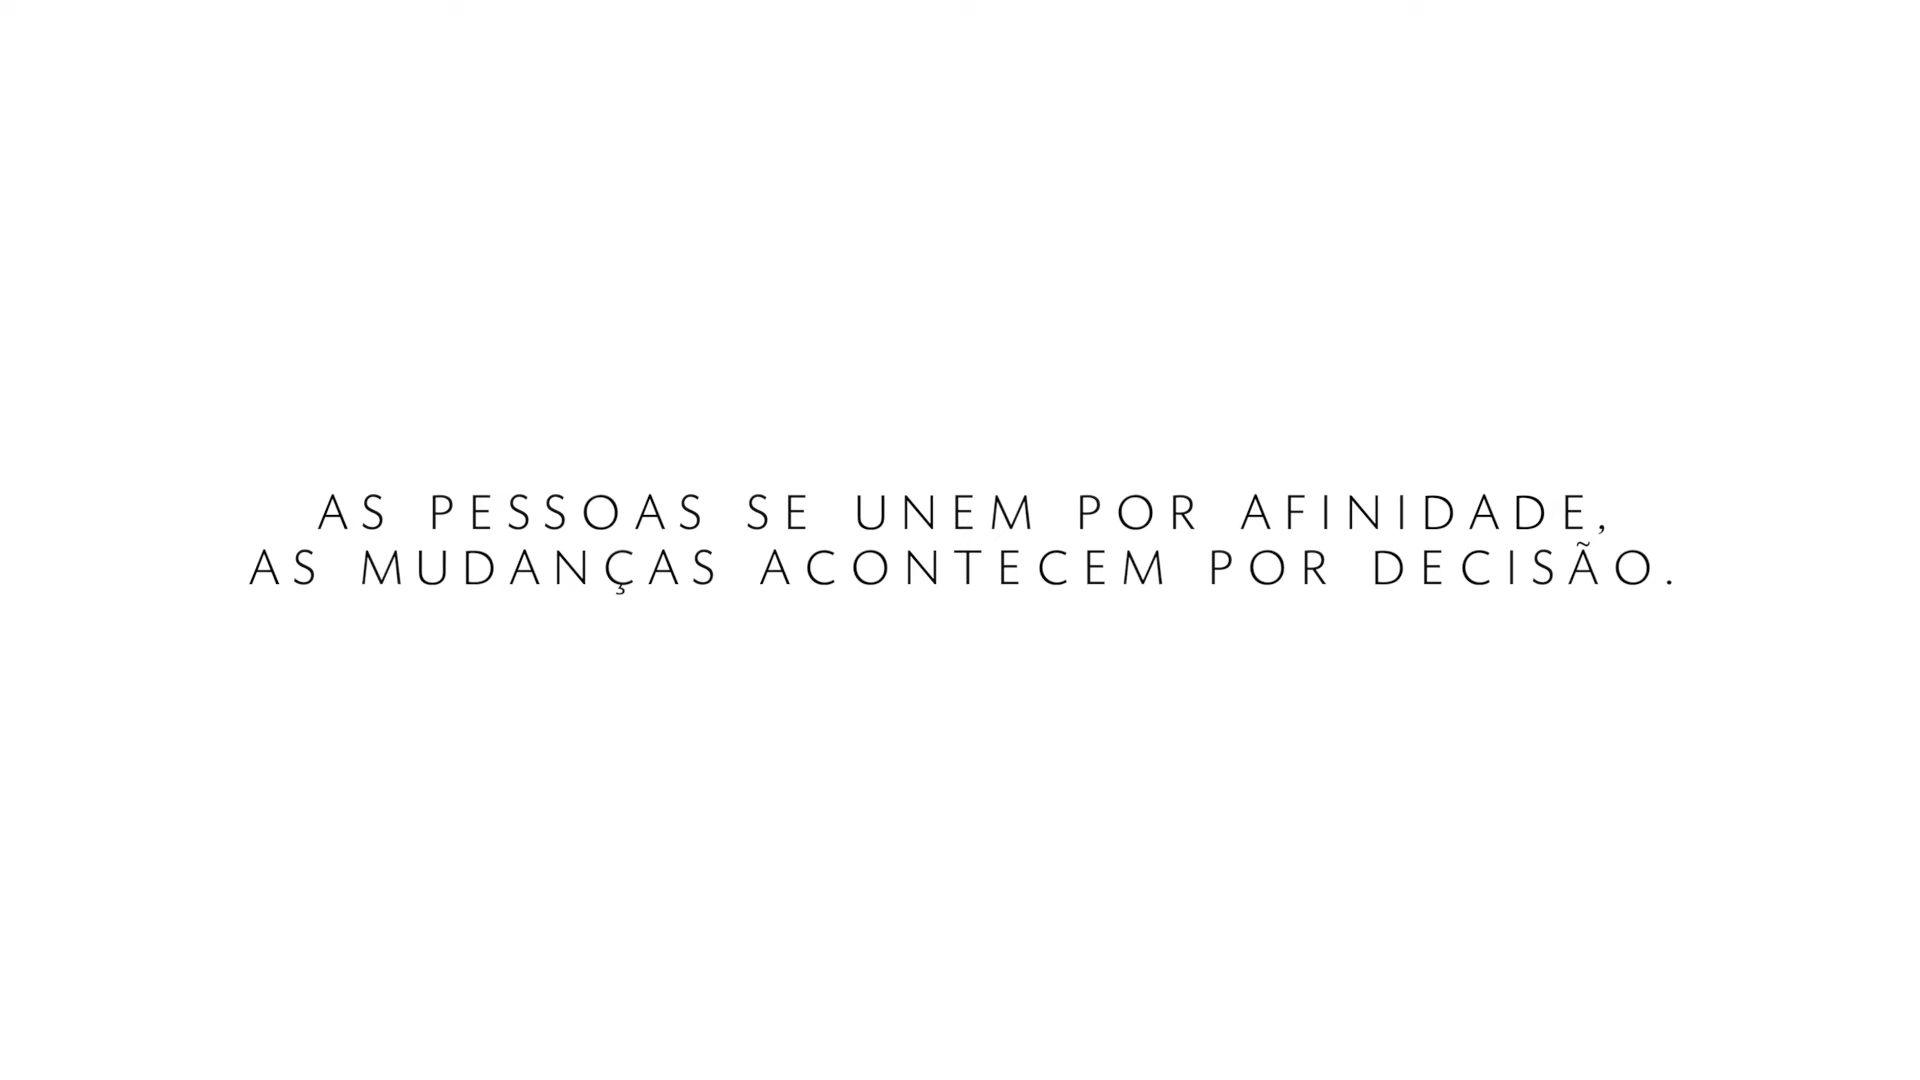 AS PESSOAS SE UNEM POR AFINIDADE,
AS MUDANÇAS ACONTECEM POR DECISÃO.